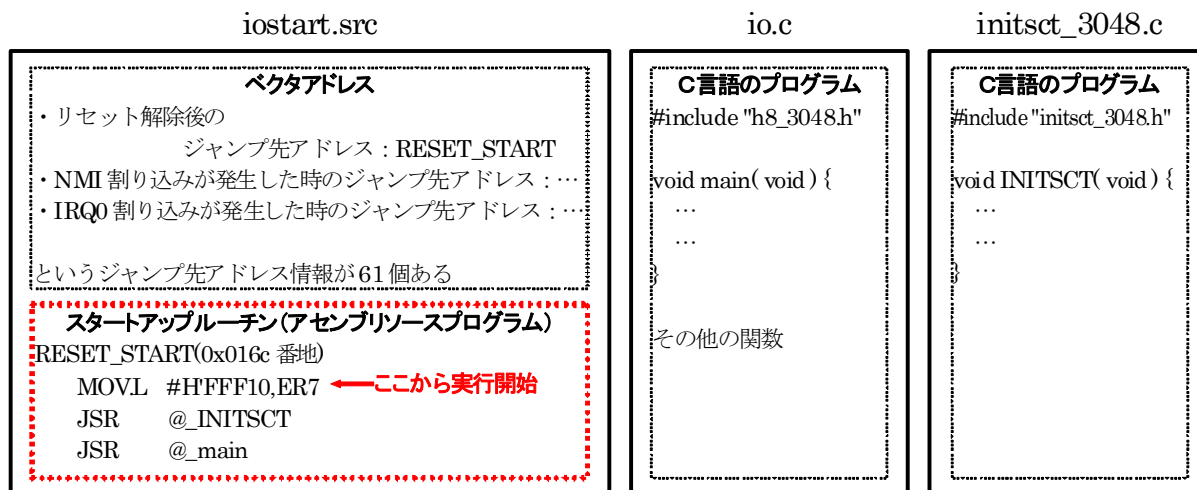 iostart.src
ベクタアドレス
・リセット解除後の
ジャンプ先アドレス：RESET_START
・NMI 割り込みが発生した時のジャンプ先アドレス：…
・IRQ0 割り込みが発生した時のジャンプ先アドレス：…
というジャンプ先アドレス情報が 61 個ある
スタートアップルーチン(アセンブリソースプログラム)
RESET_START(0x016c 番地)
MOV.L #H'FFF10,ER7 ここから実行開始
JSR @_INITSCT
JSR @_main
io.c
C言語のプログラム
#include "h8_3048.h"
void main( void ) {
…
…
}
その他の関数
initsct_3048.c
C言語のプログラム
#include "initsct_3048.h"
void INITSCT( void ) {
…
…
}